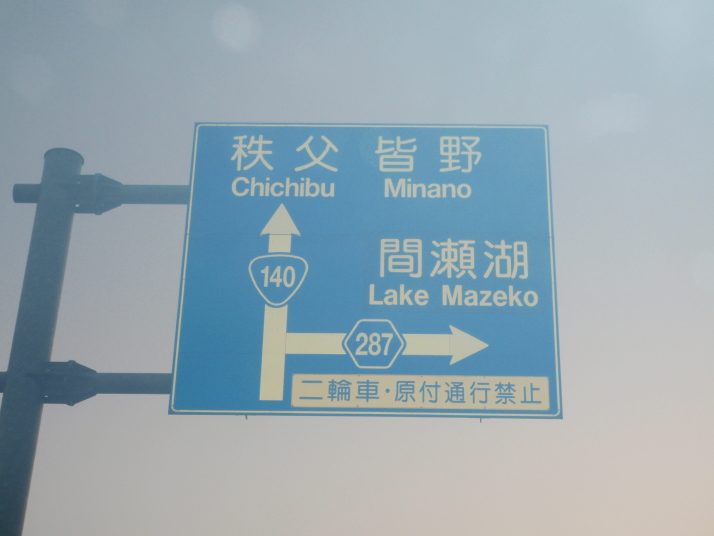 秩父 皆野
Chichibu Minano
140
間瀬湖
Lake Mazeko
287
二輪車・原付通行禁止